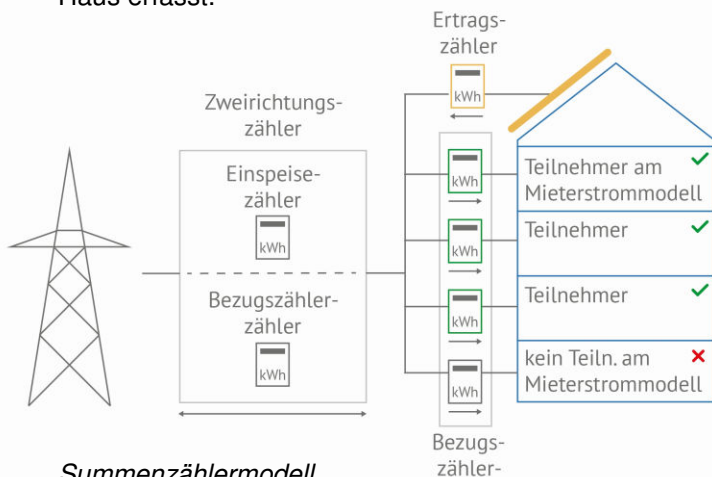 Haus erfasst.
Ertrags-
zähler
kWh
Zweirichtungs-
zähler
Einspeise-
zähler
kWh
Bezugszähler-
zähler
kWh
kWh
Teilnehmer am
Mieterstrommodell
kWh
Teilnehmer
kWh
Teilnehmer
kWh
kein Teiln. am
Mieterstrommodell
Bezugs-
zähler-
Summenzählermodell